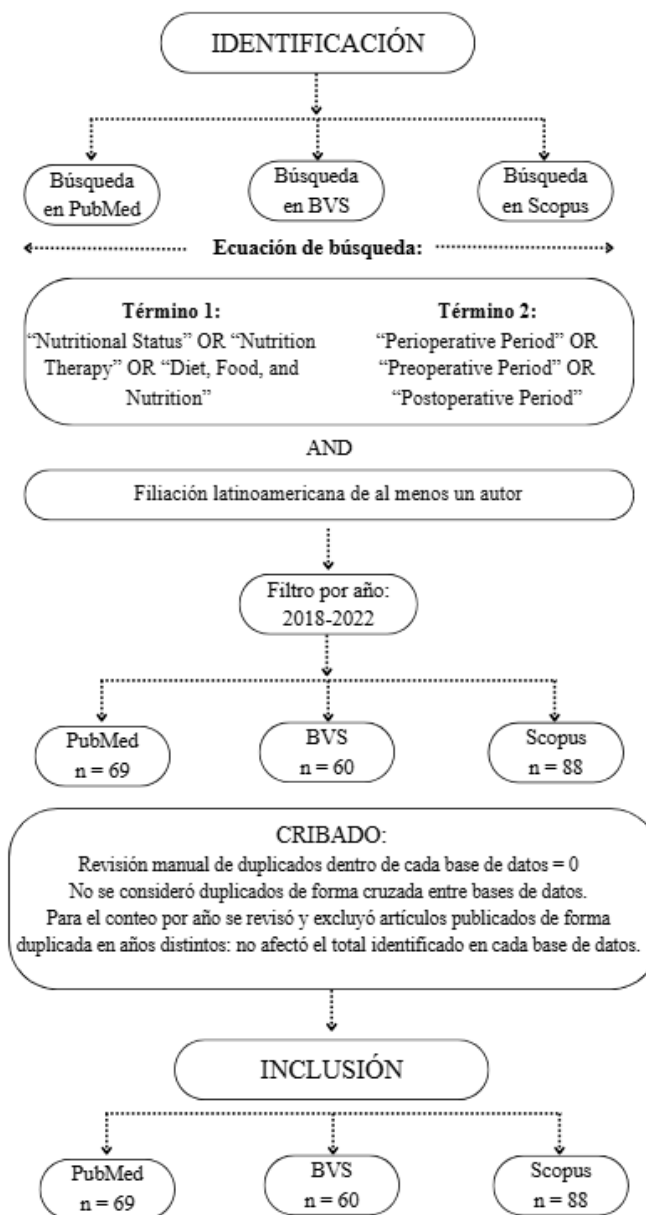 IDENTIFICACIÓN
Búsqueda
en PubMed
Búsqueda
en BVS
Búsqueda
en Scopus
Ecuación de búsqueda:
Término 1:
“Nutritional Status” OR “Nutrition
Therapy” OR “Diet, Food, and
Nutrition”
Término 2:
“Perioperative Period” OR
“Preoperative Period” OR
“Postoperative Period”
AND
Filiación latinoamericana de al menos un autor
Filtro por año:
2018-2022
PubMed
n = 69
BVS
n = 60
Scopus
n = 88
CRIBADO:
Revisión manual de duplicados dentro de cada base de datos = 0
No se consideró duplicados de forma cruzada entre bases de datos.
Para el conteo por año se revisó y excluyó artículos publicados de forma
duplicada en años distintos: no afectó el total identificado en cada base de datos.
INCLUSIÓN
PubMed
n = 69
BVS
n = 60
Scopus
n = 88